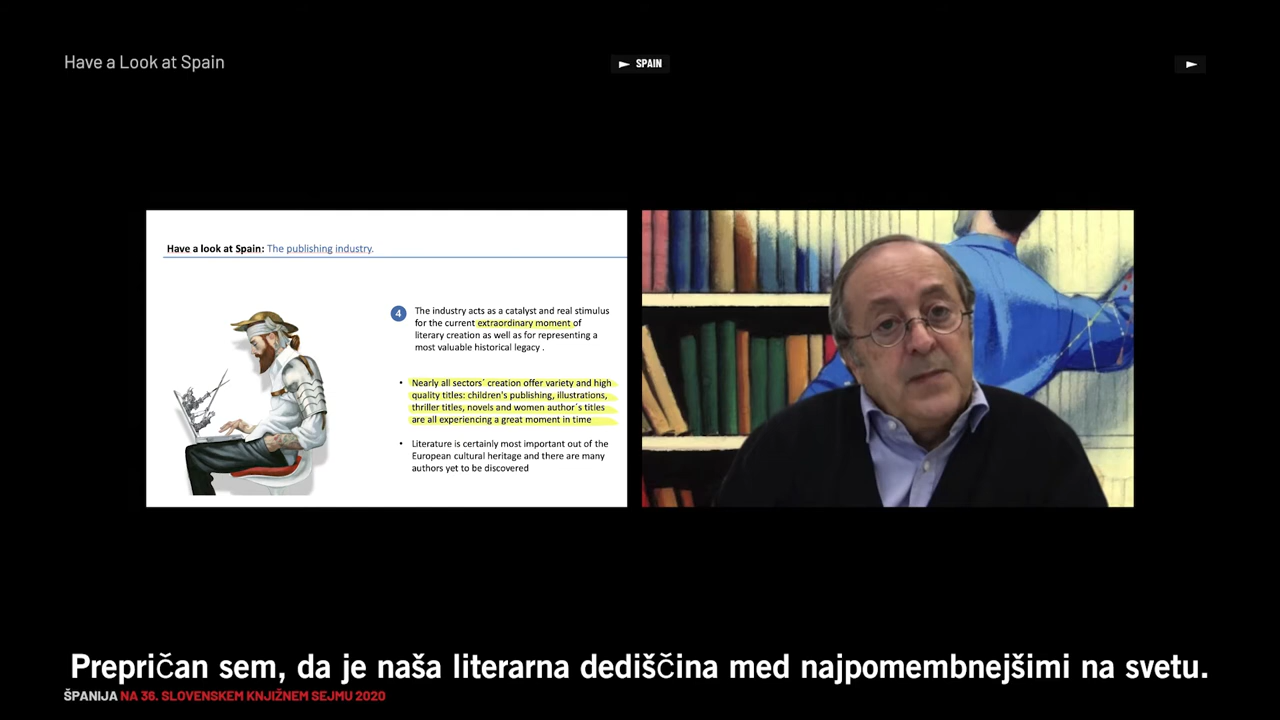 Have a Look at Spain
SPAIN
Have a look at Spain: The publishing industry.
4
The industry acts as a catalyst and real stimulus
for the current extraordinary moment of
literary creation as well as for representing a
most valuable historical legacy .
• Nearly all sectors´ creation offer variety and high
quality titles: children's publishing, illustrations,
thriller titles, novels and women author´s titles
are all experiencing a great moment in time
• Literature is certainly most important out of the
European cultural heritage and there are many
authors yet to be discovered
Prepričan sem, da je naša literarna dediščina med najpomembnejšimi na svetu.
ŠPANIJA NA 36. SLOVENSKEM KNJIŽNEM SEJMU 2020